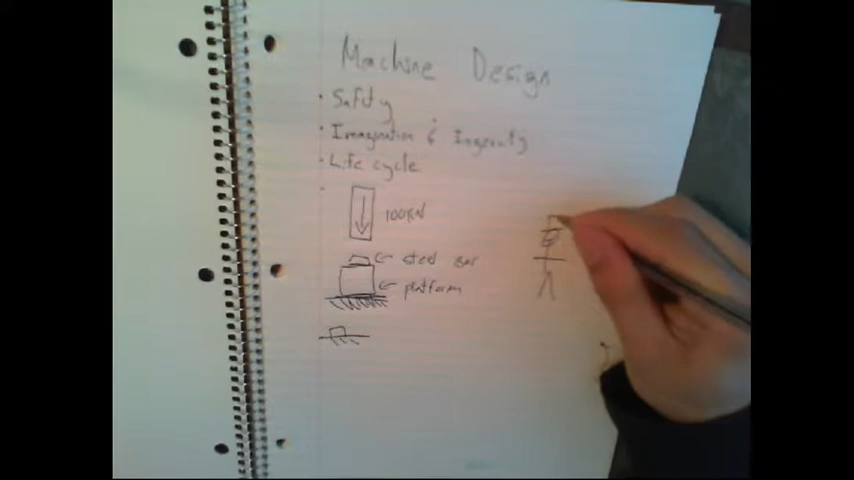 Machine Design
• Safety
• Imagination & Ingenuity
• Life cycle
100KN
steel bar
platform